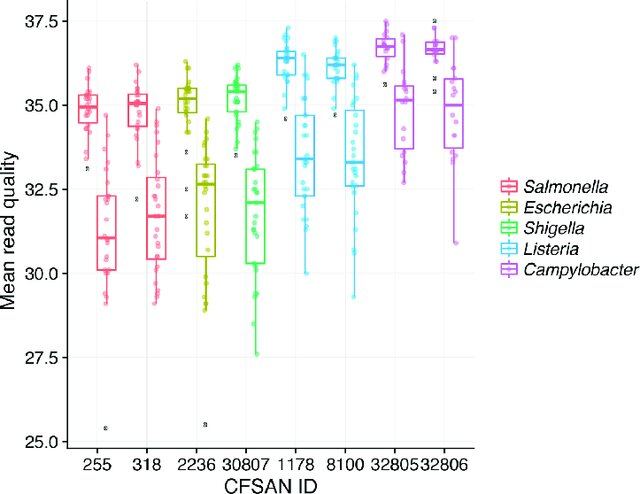 Mean read quality
37.5
35.0
32.5
30.0
27.5
25.0
255 318 2236 30807 1178 8100 32805 32806
CFSAN ID
Salmonella
Escherichia
Shigella
Listeria
Campylobacter